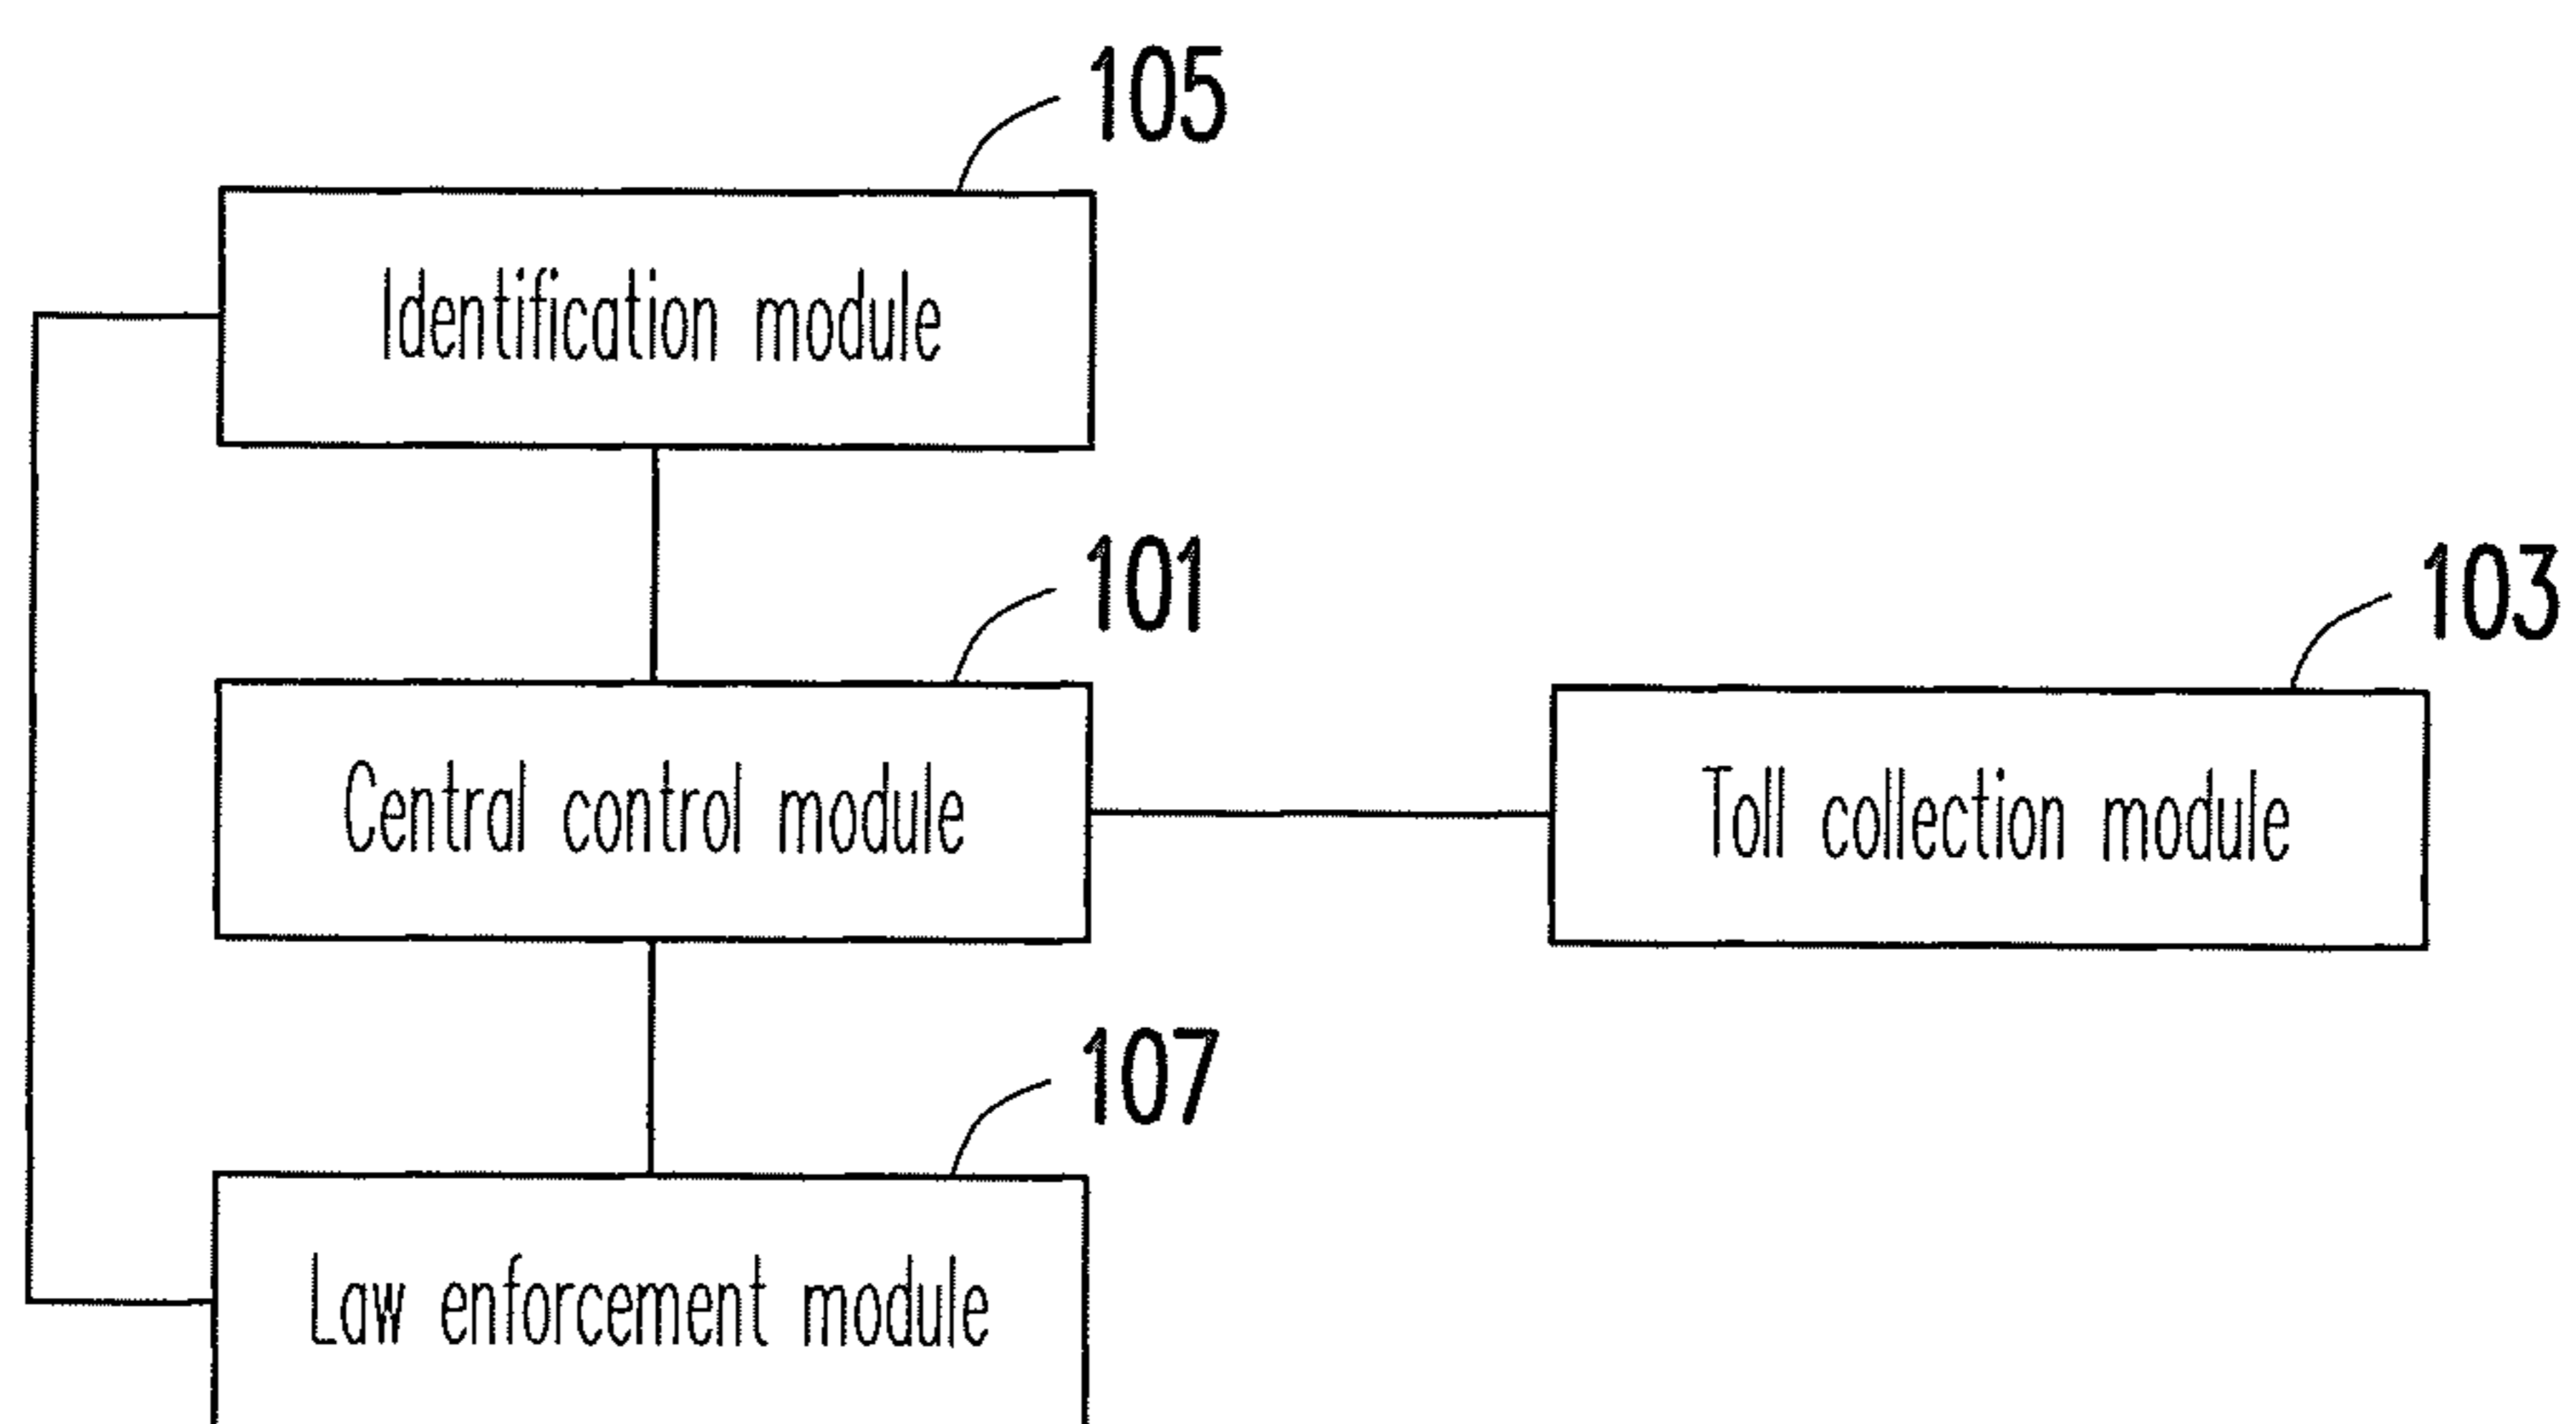 105
Identification module
101
103
Central control module
Toll collection module
107
Law enforcement module